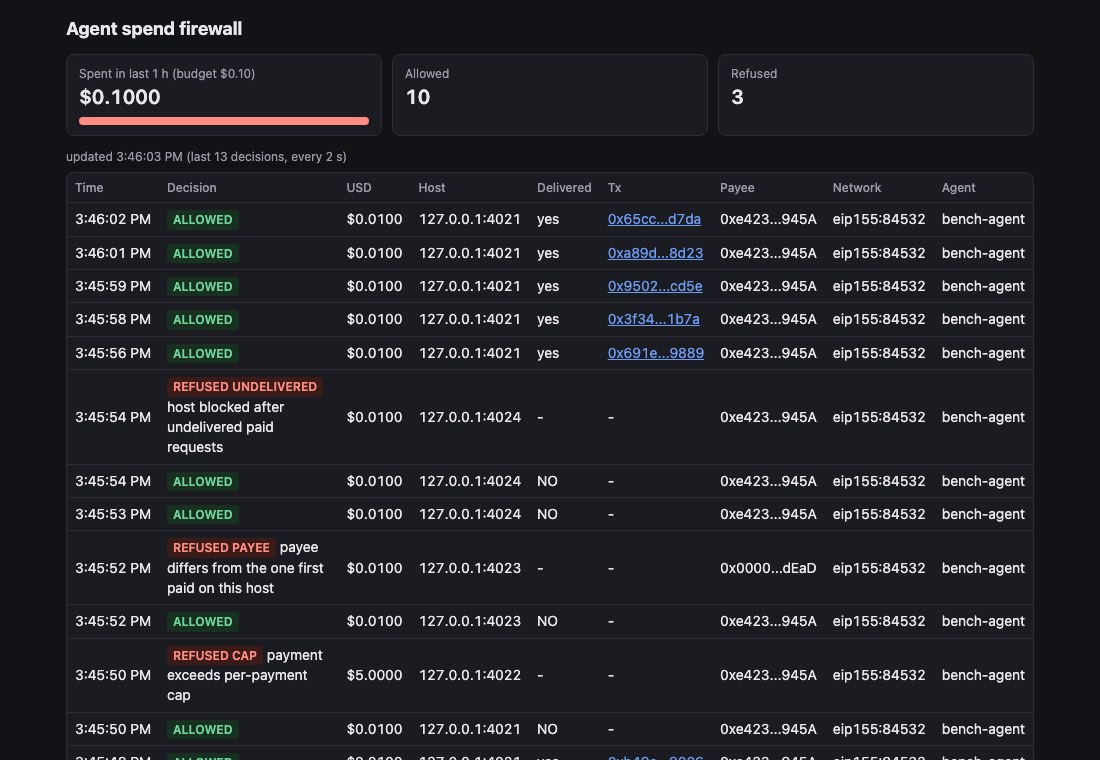 Agent spend firewall
Spent in last 1 h (budget $0.10)
$0.1000
Allowed
10
Refused
3
updated 3:46:03 PM (last 13 decisions, every 2 s)
Time Decision USD Host Delivered Tx Payee Network Agent
3:46:02 PM ALLOWED $0.0100 127.0.0.1:4021 yes 0x65cc...d7da 0xe423...945A eip155:84532 bench-agent
3:46:01 PM ALLOWED $0.0100 127.0.0.1:4021 yes 0xa89d...8d23 0xe423...945A eip155:84532 bench-agent
3:45:59 PM ALLOWED $0.0100 127.0.0.1:4021 yes 0x9502...cd5e 0xe423...945A eip155:84532 bench-agent
3:45:58 PM ALLOWED $0.0100 127.0.0.1:4021 yes 0x3f34...1b7a 0xe423...945A eip155:84532 bench-agent
3:45:56 PM ALLOWED $0.0100 127.0.0.1:4021 yes 0x691e...9889 0xe423...945A eip155:84532 bench-agent
REFUSED UNDELIVERED
host blocked after
3:45:54 PM undelivered paid $0.0100 127.0.0.1:4024 - - 0xe423...945A eip155:84532 bench-agent
requests
3:45:54 PM ALLOWED $0.0100 127.0.0.1:4024 NO - 0xe423...945A eip155:84532 bench-agent
3:45:53 PM ALLOWED $0.0100 127.0.0.1:4024 NO - 0xe423...945A eip155:84532 bench-agent
REFUSED PAYEE payee
3:45:52 PM differs from the one first $0.0100 127.0.0.1:4023 - - 0x0000...dEaD eip155:84532 bench-agent
paid on this host
3:45:52 PM ALLOWED $0.0100 127.0.0.1:4023 NO - 0xe423...945A eip155:84532 bench-agent
REFUSED CAP payment
3:45:50 PM exceeds per-payment $5.0000 127.0.0.1:4022 - - 0xe423...945A eip155:84532 bench-agent
cap
3:45:50 PM ALLOWED $0.0100 127.0.0.1:4021 NO - 0xe423...945A eip155:84532 bench-agent